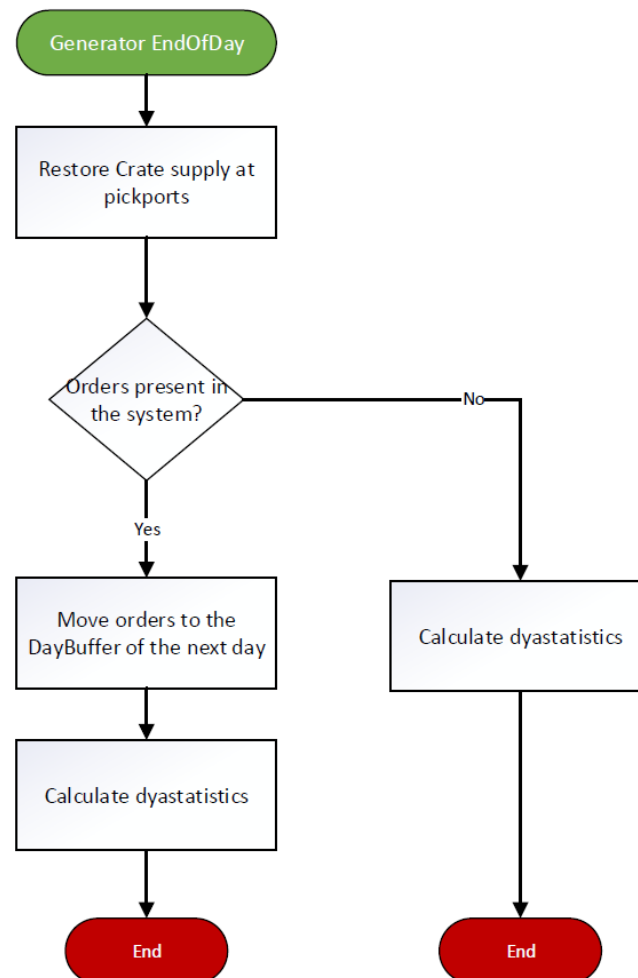 Generator EndOfDay
Restore Crate supply at
pickports
Orders present in
the system?
No
Yes
Move orders to the
DayBuffer of the next day
Calculate dyastatistics
Calculate dyastatistics
End
End